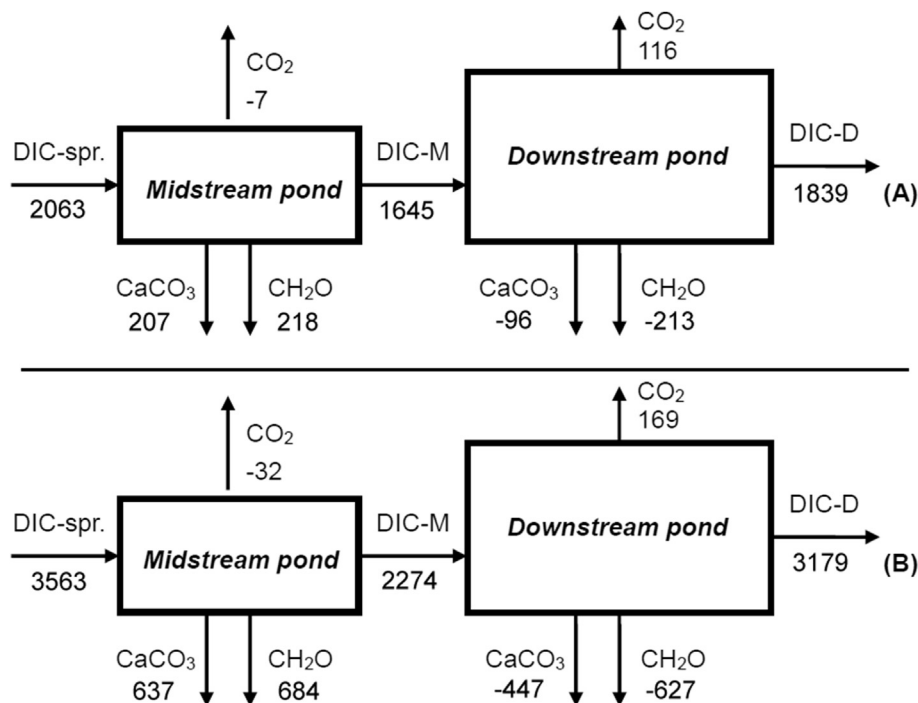 CO₂
116
CO₂
-7
DIC-spr.
2063
Midstream pond
DIC-M
1645
Downstream pond
DIC-D
1839
(A)
CaCO₃
207
CH₂O
218
CaCO₃
-96
CH₂O
-213
CO₂
169
CO₂
-32
DIC-spr.
3563
Midstream pond
DIC-M
2274
Downstream pond
DIC-D
3179
(B)
CaCO₃
637
CH₂O
684
CaCO₃
-447
CH₂O
-627